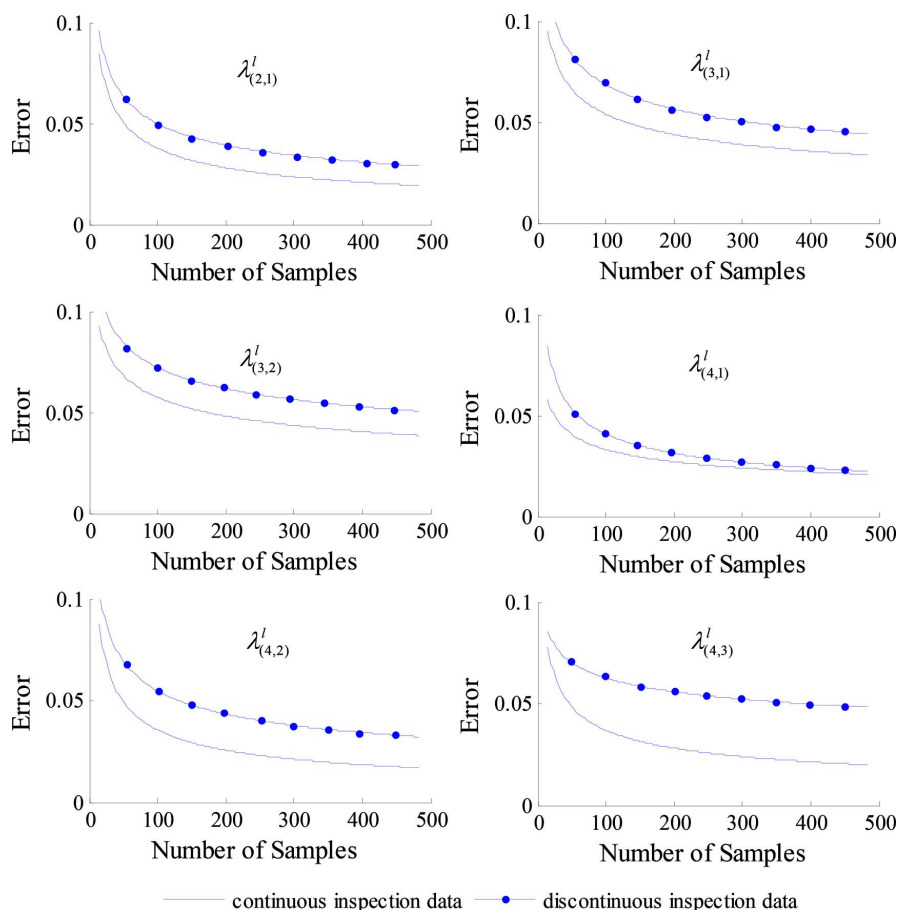 0.1
0.05
0
Error
λ^l_(2,1)
0 100 200 300 400 500
Number of Samples
0.1
0.05
0
Error
λ^l_(3,1)
0 100 200 300 400 500
Number of Samples
0.1
0.05
0
Error
λ^l_(3,2)
0 100 200 300 400 500
Number of Samples
0.1
0.05
0
Error
λ^l_(4,1)
0 100 200 300 400 500
Number of Samples
0.1
0.05
0
Error
λ^l_(4,2)
0 100 200 300 400 500
Number of Samples
0.1
0.05
0
Error
λ^l_(4,3)
0 100 200 300 400 500
Number of Samples
continuous inspection data discontinuous inspection data